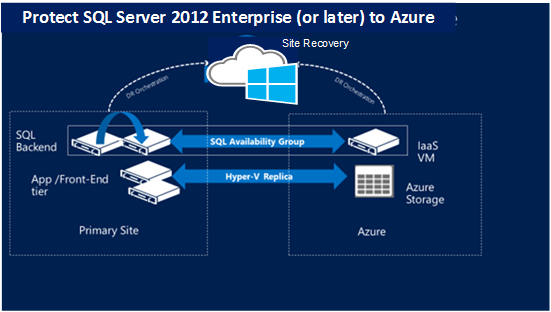 Protect SQL Server 2012 Enterprise (or later) to Azure
Site Recovery
DR Orchestration
DR Orchestration
SQL
Backend
SQL Availability Group
IaaS
VM
App /Front-End
tier
Hyper-V Replica
Azure
Storage
Primary Site
Azure